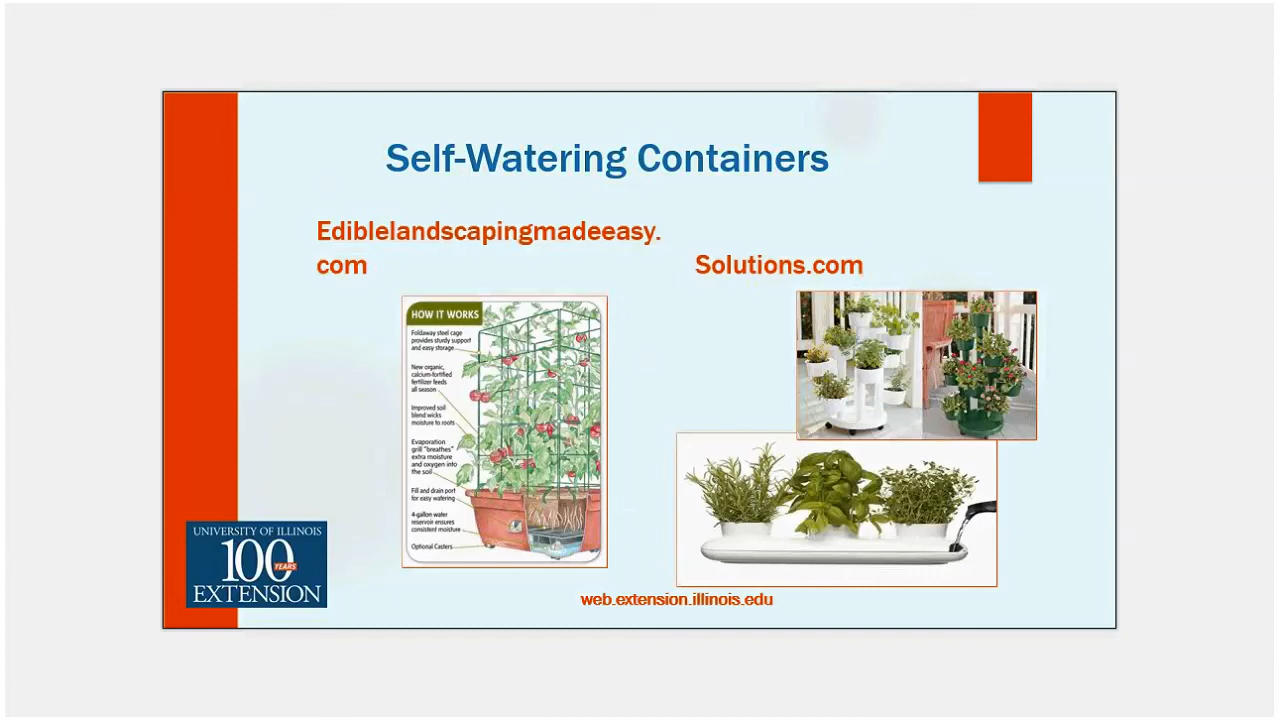 Self-Watering Containers
Ediblelandscapingmadeeasy.
com
Solutions.com
HOW IT WORKS
Foldaway steel cage
provides sturdy support
and easy storage
New organic,
calcium-fortified
fertilizer feeds
all season
Improved soil
blend wicks
moisture to roots
Evaporation
grill "breathes"
extra moisture
and oxygen into
the soil
Fill and drain port
for easy watering
4-gallon water
reservoir ensures
consistent moisture
Optional Casters
UNIVERSITY OF ILLINOIS
100
YEARS
EXTENSION
web.extension.illinois.edu